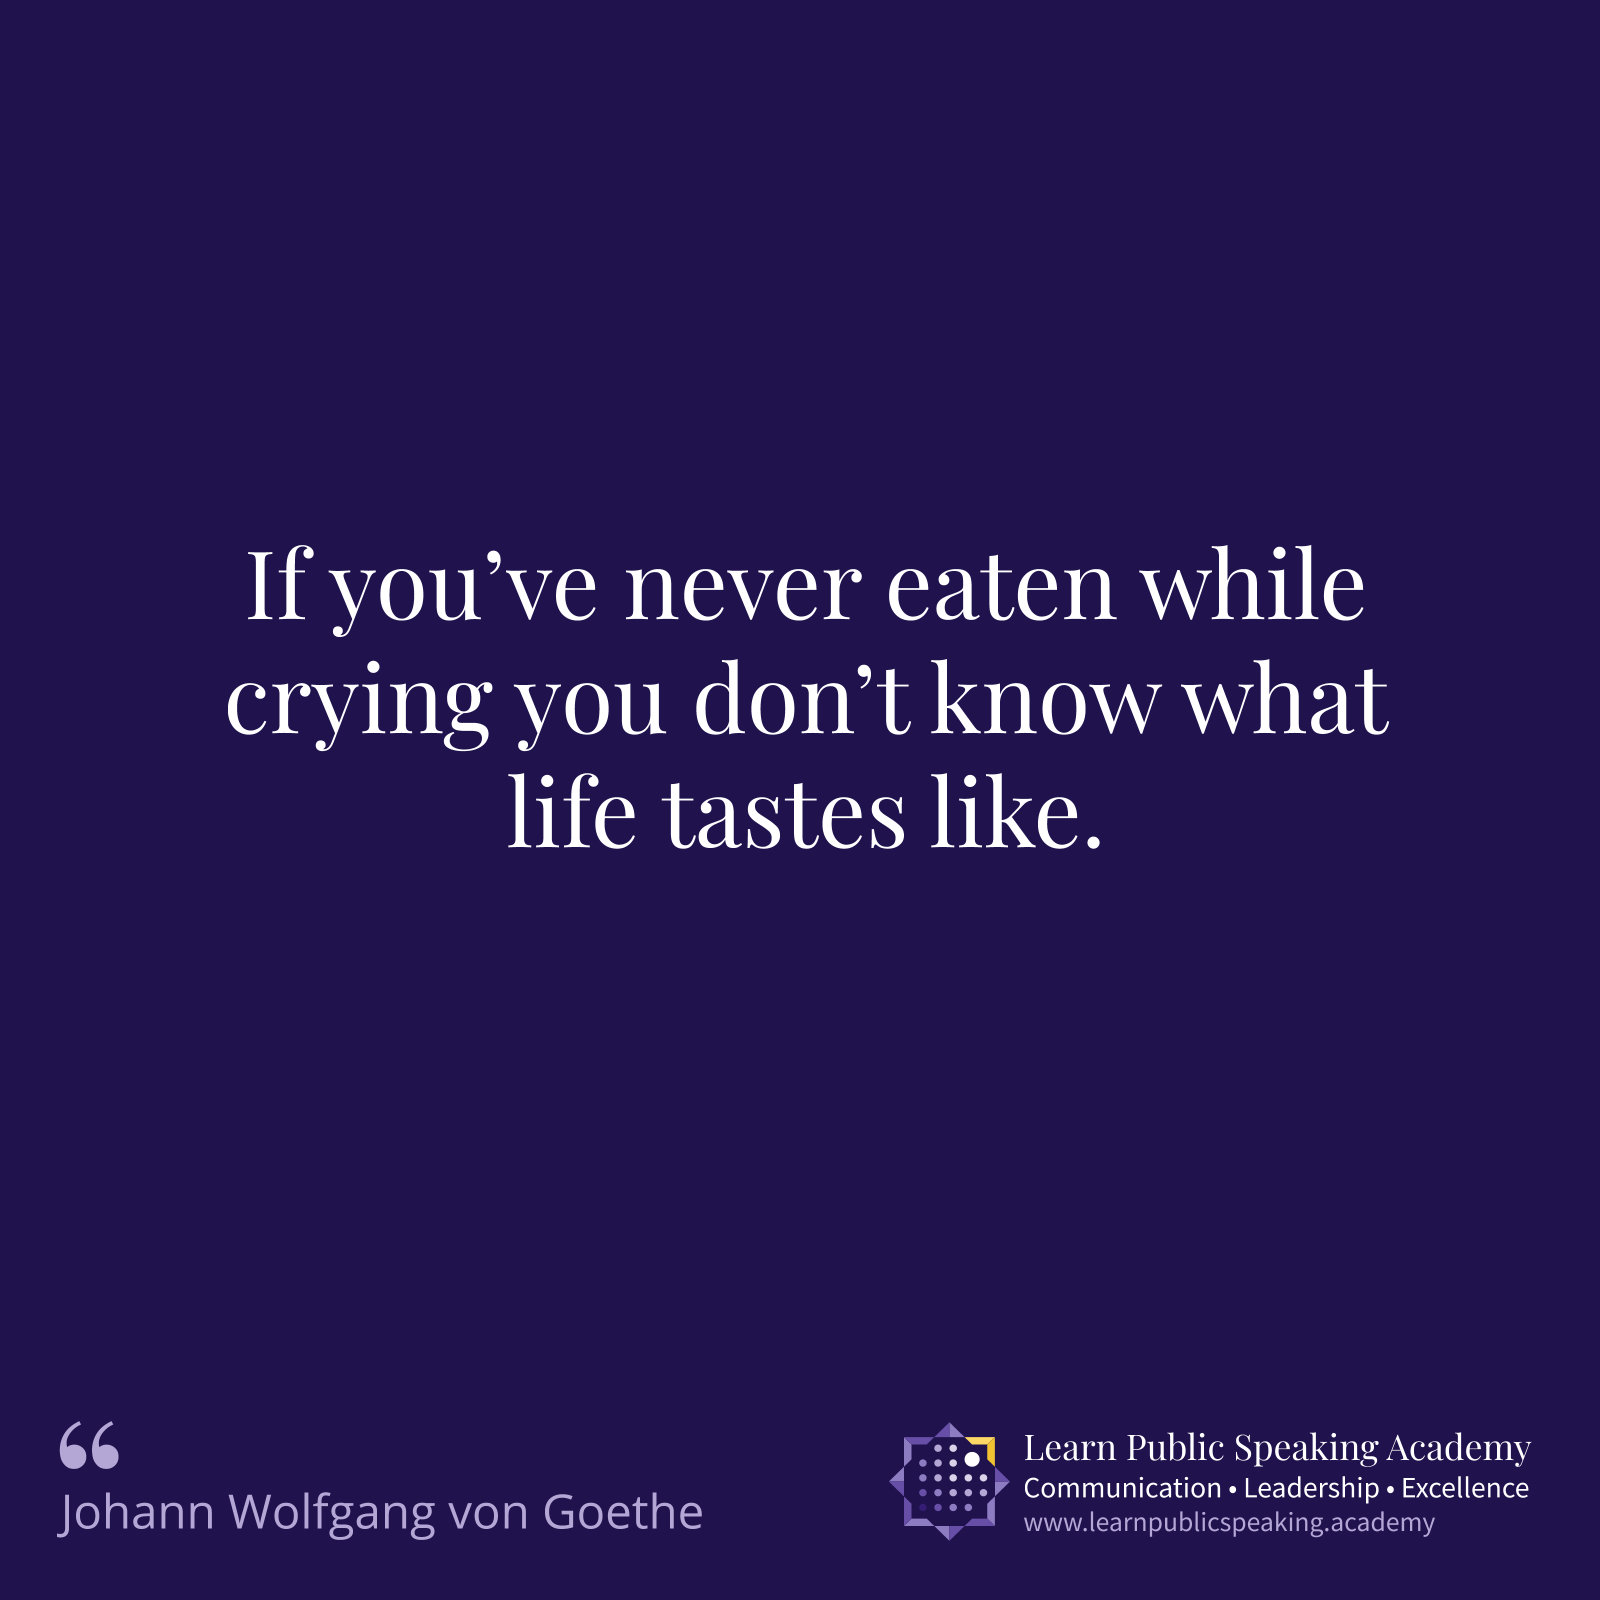 If you’ve never eaten while
crying you don’t know what
life tastes like.
“
Johann Wolfgang von Goethe
Learn Public Speaking Academy
Communication • Leadership • Excellence
www.learnpublicspeaking.academy